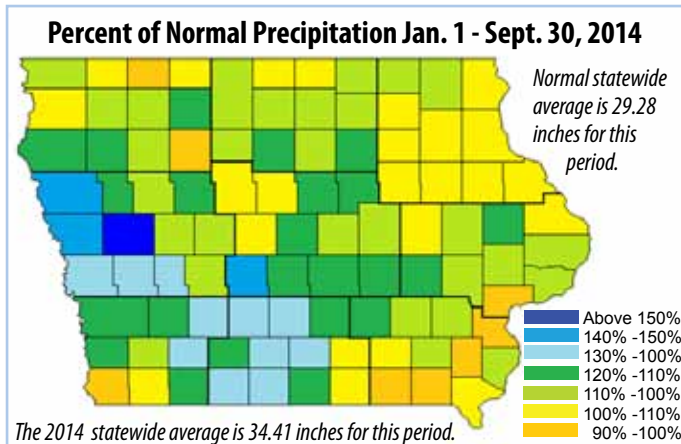 Percent of Normal Precipitation Jan. 1 - Sept. 30, 2014
Normal statewide
average is 29.28
inches for this
period.
Above 150%
140% -150%
130% -100%
120% -110%
110% -100%
100% -110%
90% -100%
The 2014 statewide average is 34.41 inches for this period.